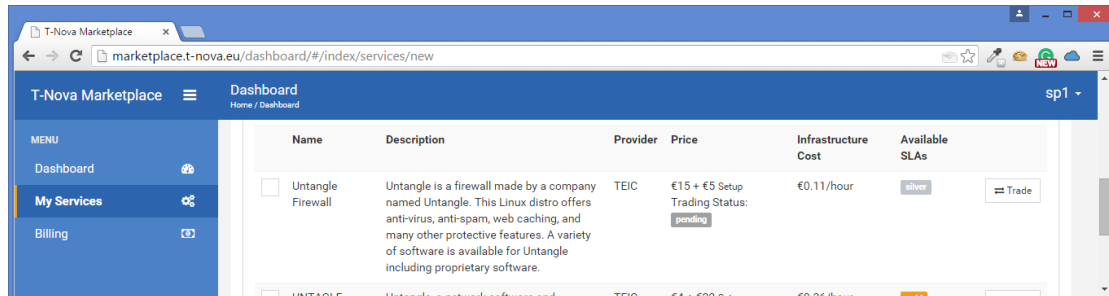 T-Nova Marketplace
marketplace.t-nova.eu/dashboard/#/index/services/new
NEW
T-Nova Marketplace
Dashboard
Home / Dashboard
sp1
MENU
Dashboard
My Services
Billing
Name Description Provider Price Infrastructure Cost Available SLAs
Untangle Firewall
Untangle is a firewall made by a company
named Untangle. This Linux distro offers
anti-virus, anti-spam, web caching, and
many other protective features. A variety
of software is available for Untangle
including proprietary software.
TEIC
€15 + €5 Setup
Trading Status:
pending
€0.11/hour
silver
Trade